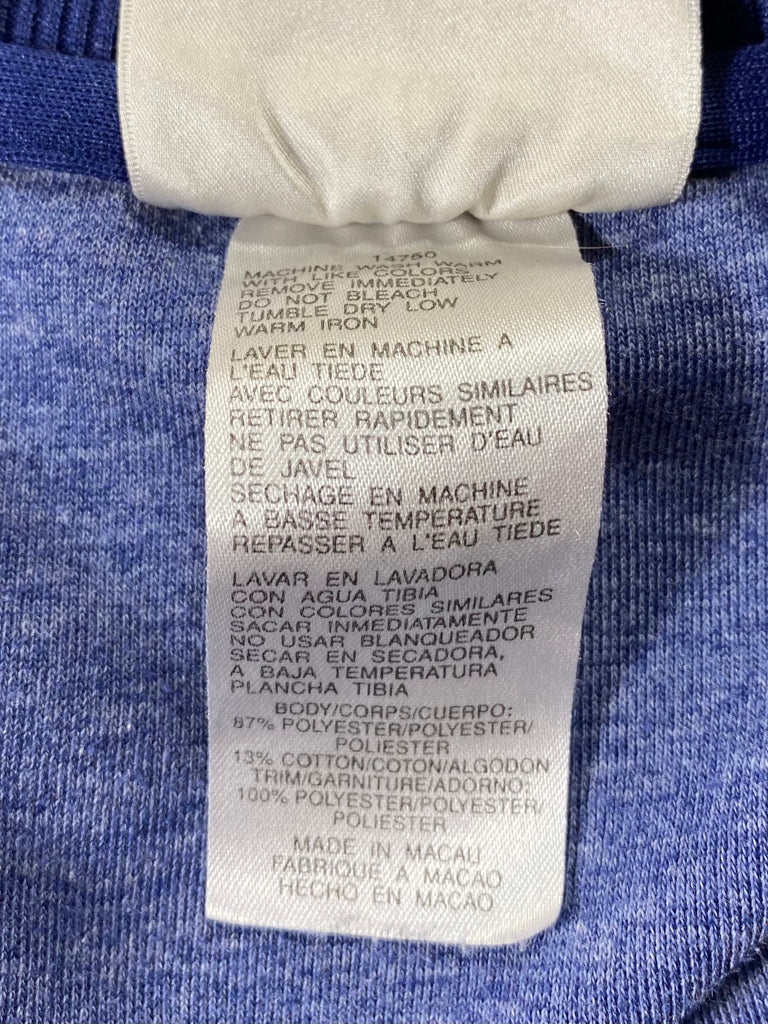 14750
MACHINE WASH WARM
WITH LIKE COLORS
REMOVE IMMEDIATELY
DO NOT BLEACH
TUMBLE DRY LOW
WARM IRON
LAVER EN MACHINE A
L'EAU TIEDE
AVEC COULEURS SIMILAIRES
RETIRER RAPIDEMENT
NE PAS UTILISER D'EAU
DE JAVEL
SECHAGE EN MACHINE
A BASSE TEMPERATURE
REPASSER A L'EAU TIEDE
LAVAR EN LAVADORA
CON AGUA TIBIA
CON COLORES SIMILARES
SACAR INMEDIATAMENTE
NO USAR BLANQUEADOR
SECAR EN SECADORA,
A BAJA TEMPERATURA
PLANCHA TIBIA
BODY/CORPS/CUERPO:
87% POLYESTER/POLYESTER/
POLIESTER
13% COTTON/COTON/ALGODON
TRIM/GARNITURE/ADORNO:
100% POLYESTER/POLYESTER/
POLIESTER
MADE IN MACAU
FABRIQUE A MACAO
HECHO EN MACAO